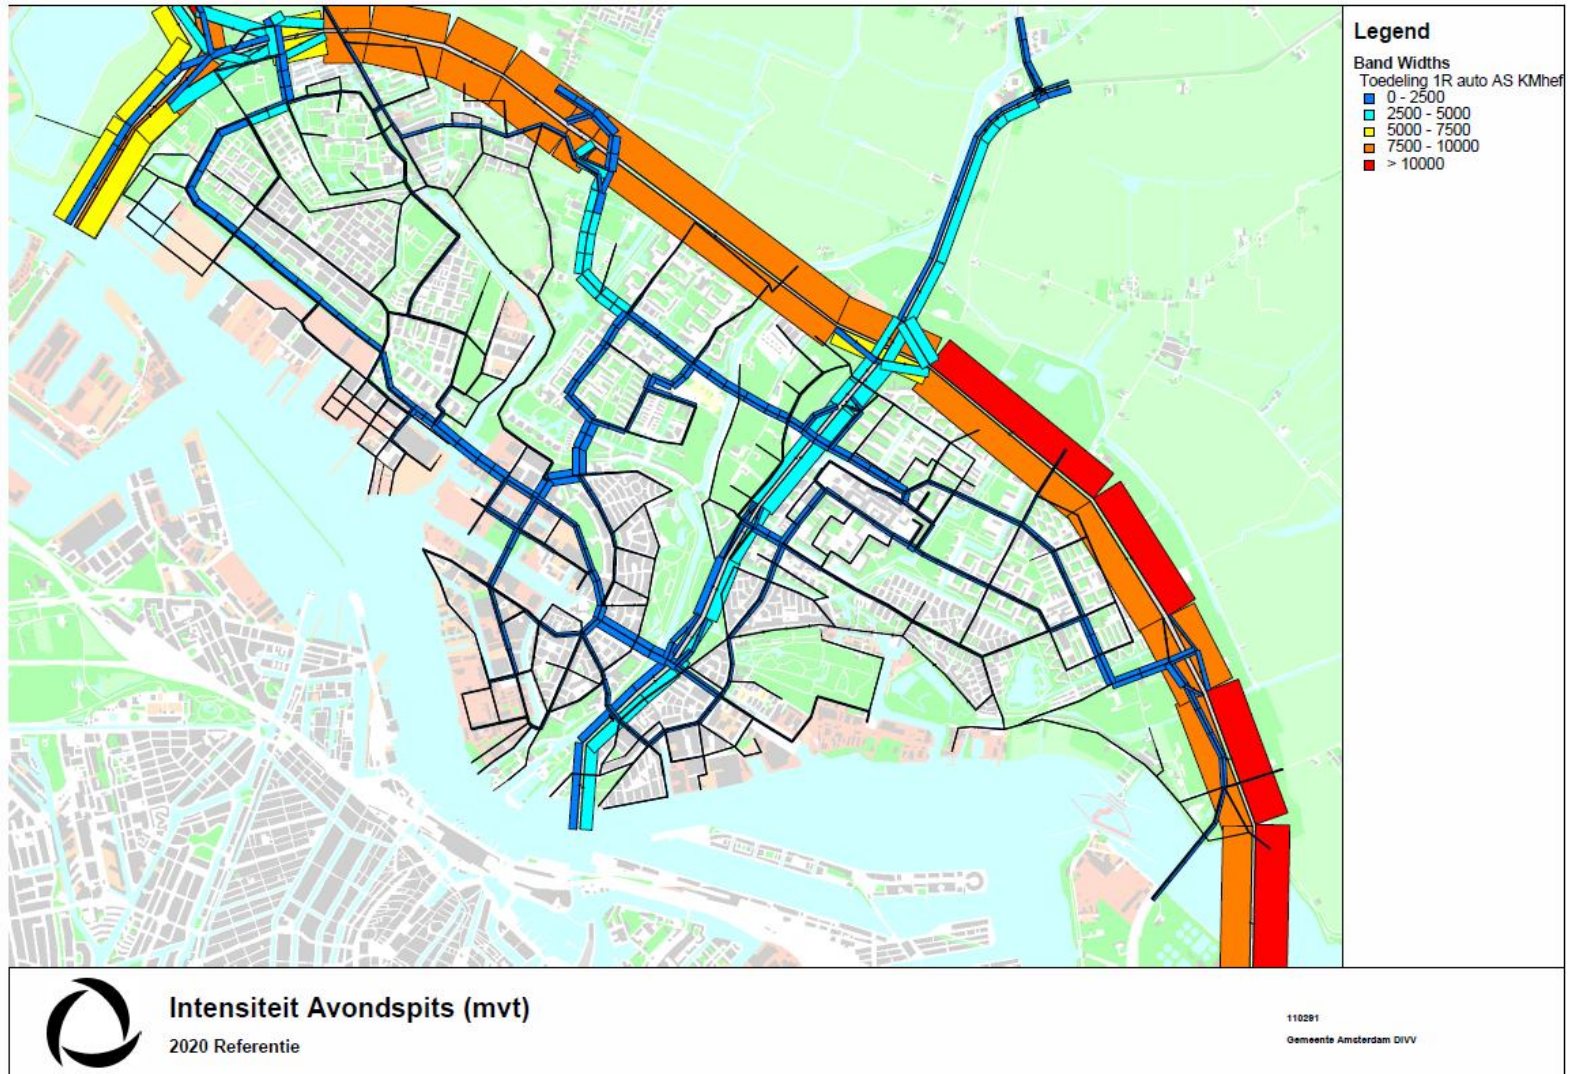 Legend
Band Widths
Toedeling 1R auto AS KMhef
0 - 2500
2500 - 5000
5000 - 7500
7500 - 10000
> 10000
Intensiteit Avondspits (mvt)
2020 Referentie
110291
Gemeente Amsterdam DIVV